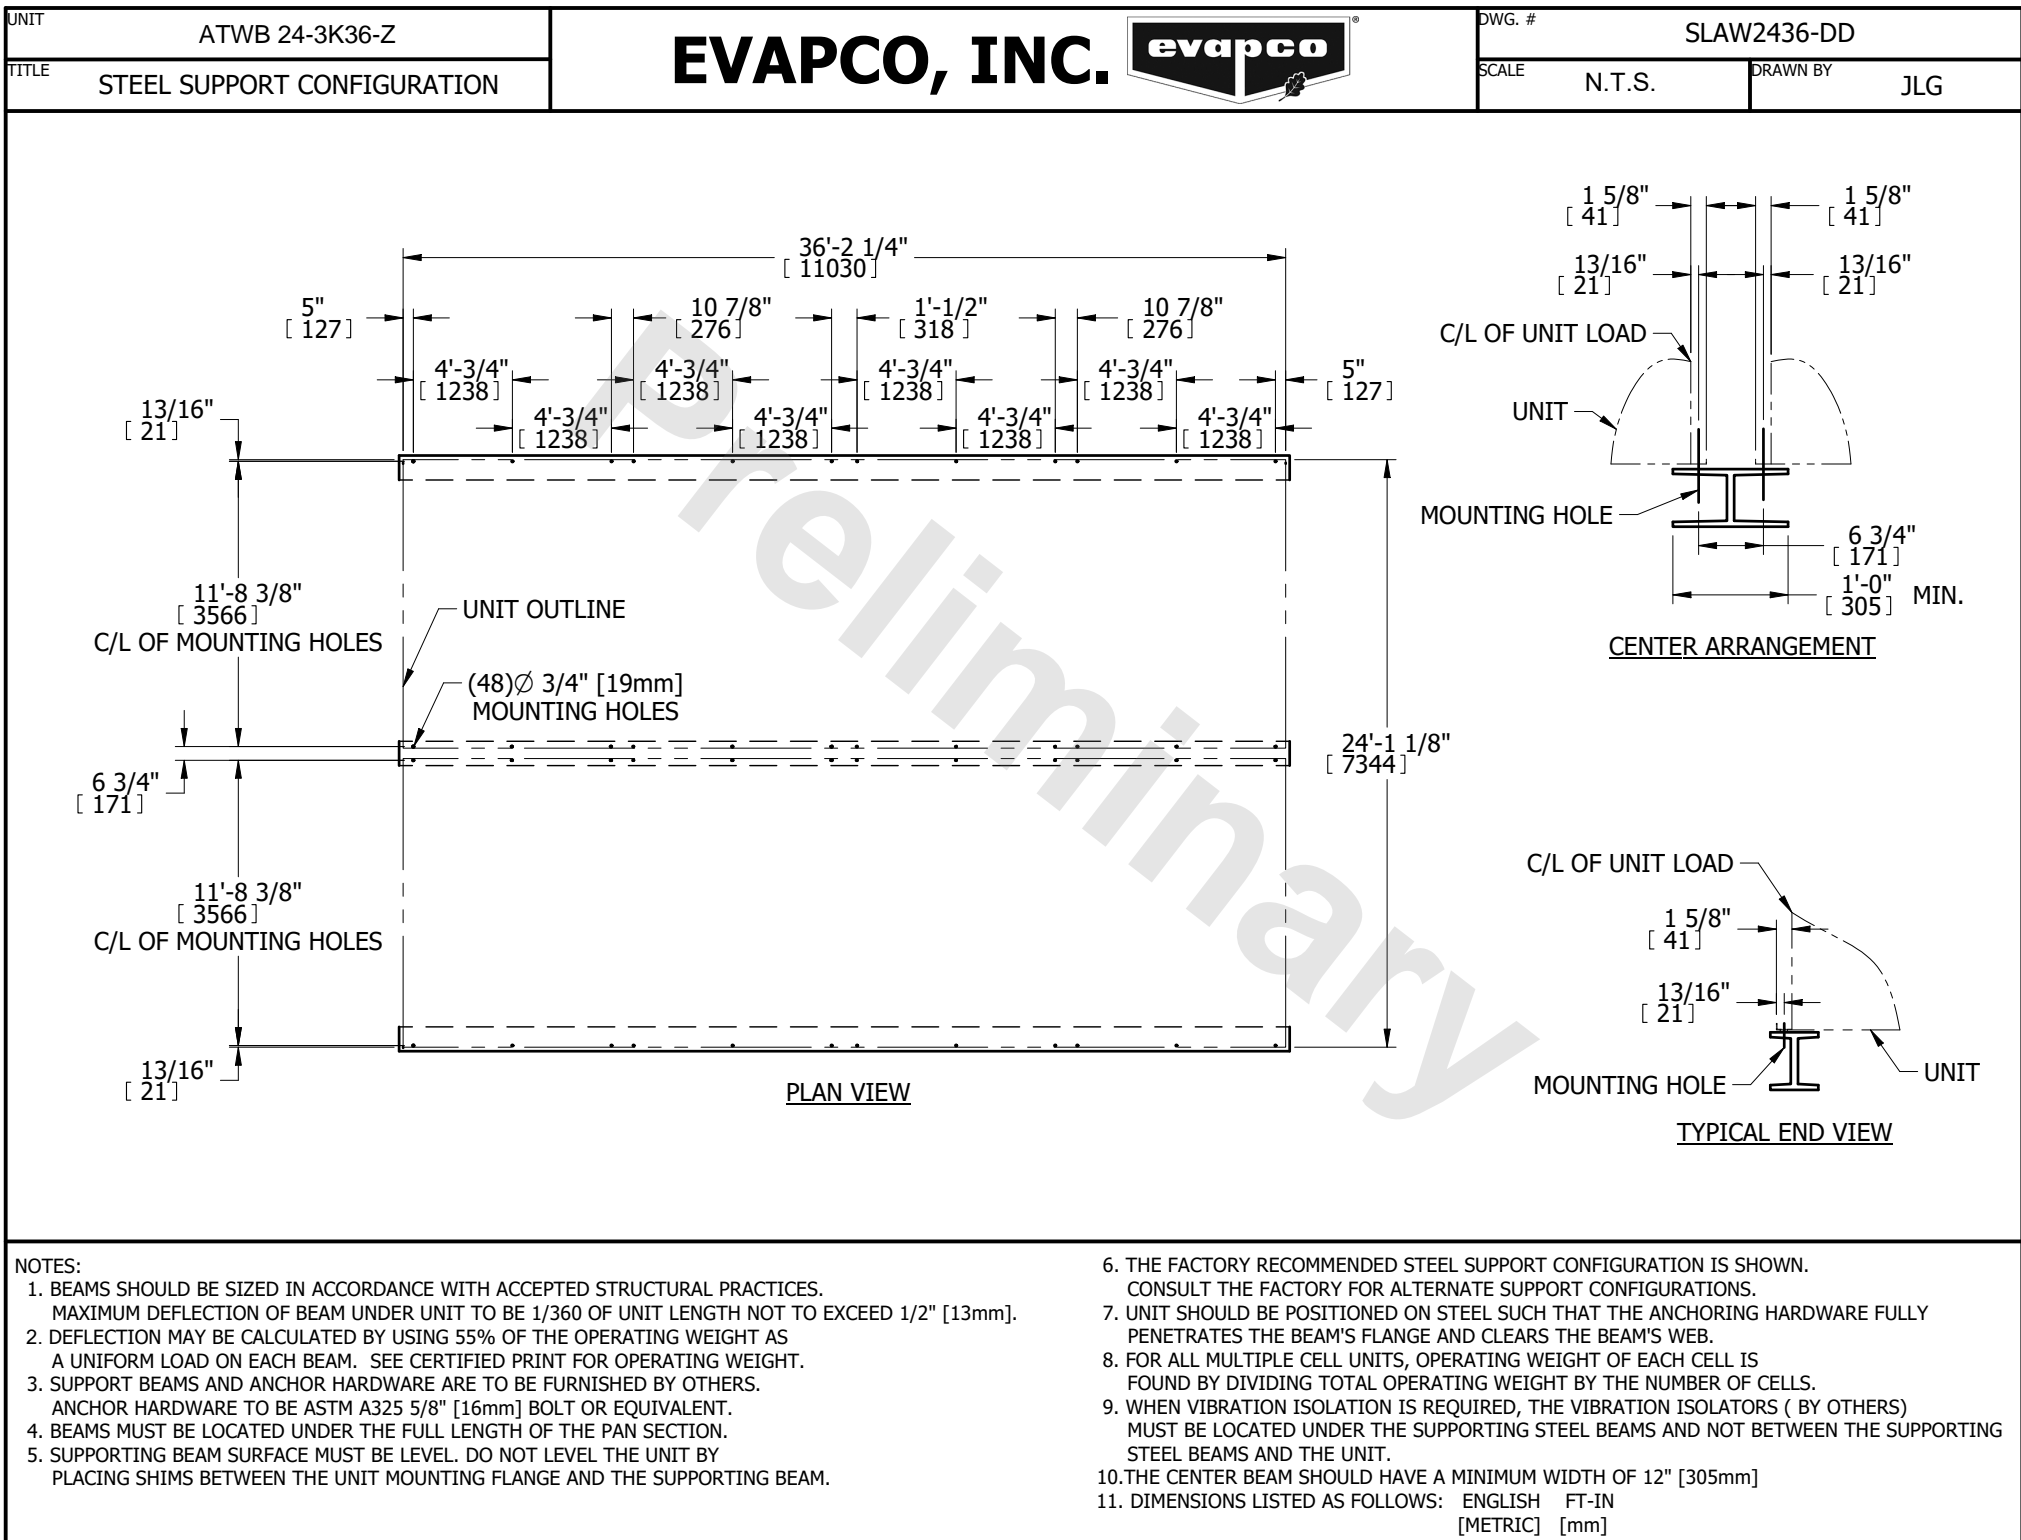 UNIT
ATWB 24-3K36-Z
TITLE
STEEL SUPPORT CONFIGURATION
EVAPCO, INC.
evapco
®
DWG. #
SLAW2436-DD
SCALE
N.T.S.
DRAWN BY
JLG
36'-2 1/4"
[ 11030]
5"
[ 127]
10 7/8"
[ 276]
1'-1/2"
[ 318]
10 7/8"
[ 276]
4'-3/4"
[ 1238]
4'-3/4"
[ 1238]
4'-3/4"
[ 1238]
4'-3/4"
[ 1238]
5"
[ 127]
4'-3/4"
[ 1238]
4'-3/4"
[ 1238]
4'-3/4"
[ 1238]
4'-3/4"
[ 1238]
13/16"
[ 21]
11'-8 3/8"
[ 3566]
C/L OF MOUNTING HOLES
UNIT OUTLINE
(48)Ø 3/4" [19mm]
MOUNTING HOLES
6 3/4"
[ 171]
24'-1 1/8"
[ 7344]
11'-8 3/8"
[ 3566]
C/L OF MOUNTING HOLES
13/16"
[ 21]
PLAN VIEW
Preliminary
1 5/8"
[ 41]
1 5/8"
[ 41]
13/16"
[ 21]
13/16"
[ 21]
C/L OF UNIT LOAD
UNIT
MOUNTING HOLE
6 3/4"
[ 171]
1'-0"
[ 305] MIN.
CENTER ARRANGEMENT
C/L OF UNIT LOAD
1 5/8"
[ 41]
13/16"
[ 21]
MOUNTING HOLE
UNIT
TYPICAL END VIEW
NOTES:
1. BEAMS SHOULD BE SIZED IN ACCORDANCE WITH ACCEPTED STRUCTURAL PRACTICES.
MAXIMUM DEFLECTION OF BEAM UNDER UNIT TO BE 1/360 OF UNIT LENGTH NOT TO EXCEED 1/2" [13mm].
2. DEFLECTION MAY BE CALCULATED BY USING 55% OF THE OPERATING WEIGHT AS
A UNIFORM LOAD ON EACH BEAM. SEE CERTIFIED PRINT FOR OPERATING WEIGHT.
3. SUPPORT BEAMS AND ANCHOR HARDWARE ARE TO BE FURNISHED BY OTHERS.
ANCHOR HARDWARE TO BE ASTM A325 5/8" [16mm] BOLT OR EQUIVALENT.
4. BEAMS MUST BE LOCATED UNDER THE FULL LENGTH OF THE PAN SECTION.
5. SUPPORTING BEAM SURFACE MUST BE LEVEL. DO NOT LEVEL THE UNIT BY
PLACING SHIMS BETWEEN THE UNIT MOUNTING FLANGE AND THE SUPPORTING BEAM.
6. THE FACTORY RECOMMENDED STEEL SUPPORT CONFIGURATION IS SHOWN.
CONSULT THE FACTORY FOR ALTERNATE SUPPORT CONFIGURATIONS.
7. UNIT SHOULD BE POSITIONED ON STEEL SUCH THAT THE ANCHORING HARDWARE FULLY
PENETRATES THE BEAM'S FLANGE AND CLEARS THE BEAM'S WEB.
8. FOR ALL MULTIPLE CELL UNITS, OPERATING WEIGHT OF EACH CELL IS
FOUND BY DIVIDING TOTAL OPERATING WEIGHT BY THE NUMBER OF CELLS.
9. WHEN VIBRATION ISOLATION IS REQUIRED, THE VIBRATION ISOLATORS ( BY OTHERS)
MUST BE LOCATED UNDER THE SUPPORTING STEEL BEAMS AND NOT BETWEEN THE SUPPORTING
STEEL BEAMS AND THE UNIT.
10.THE CENTER BEAM SHOULD HAVE A MINIMUM WIDTH OF 12" [305mm]
11. DIMENSIONS LISTED AS FOLLOWS: ENGLISH FT-IN
[METRIC] [mm]